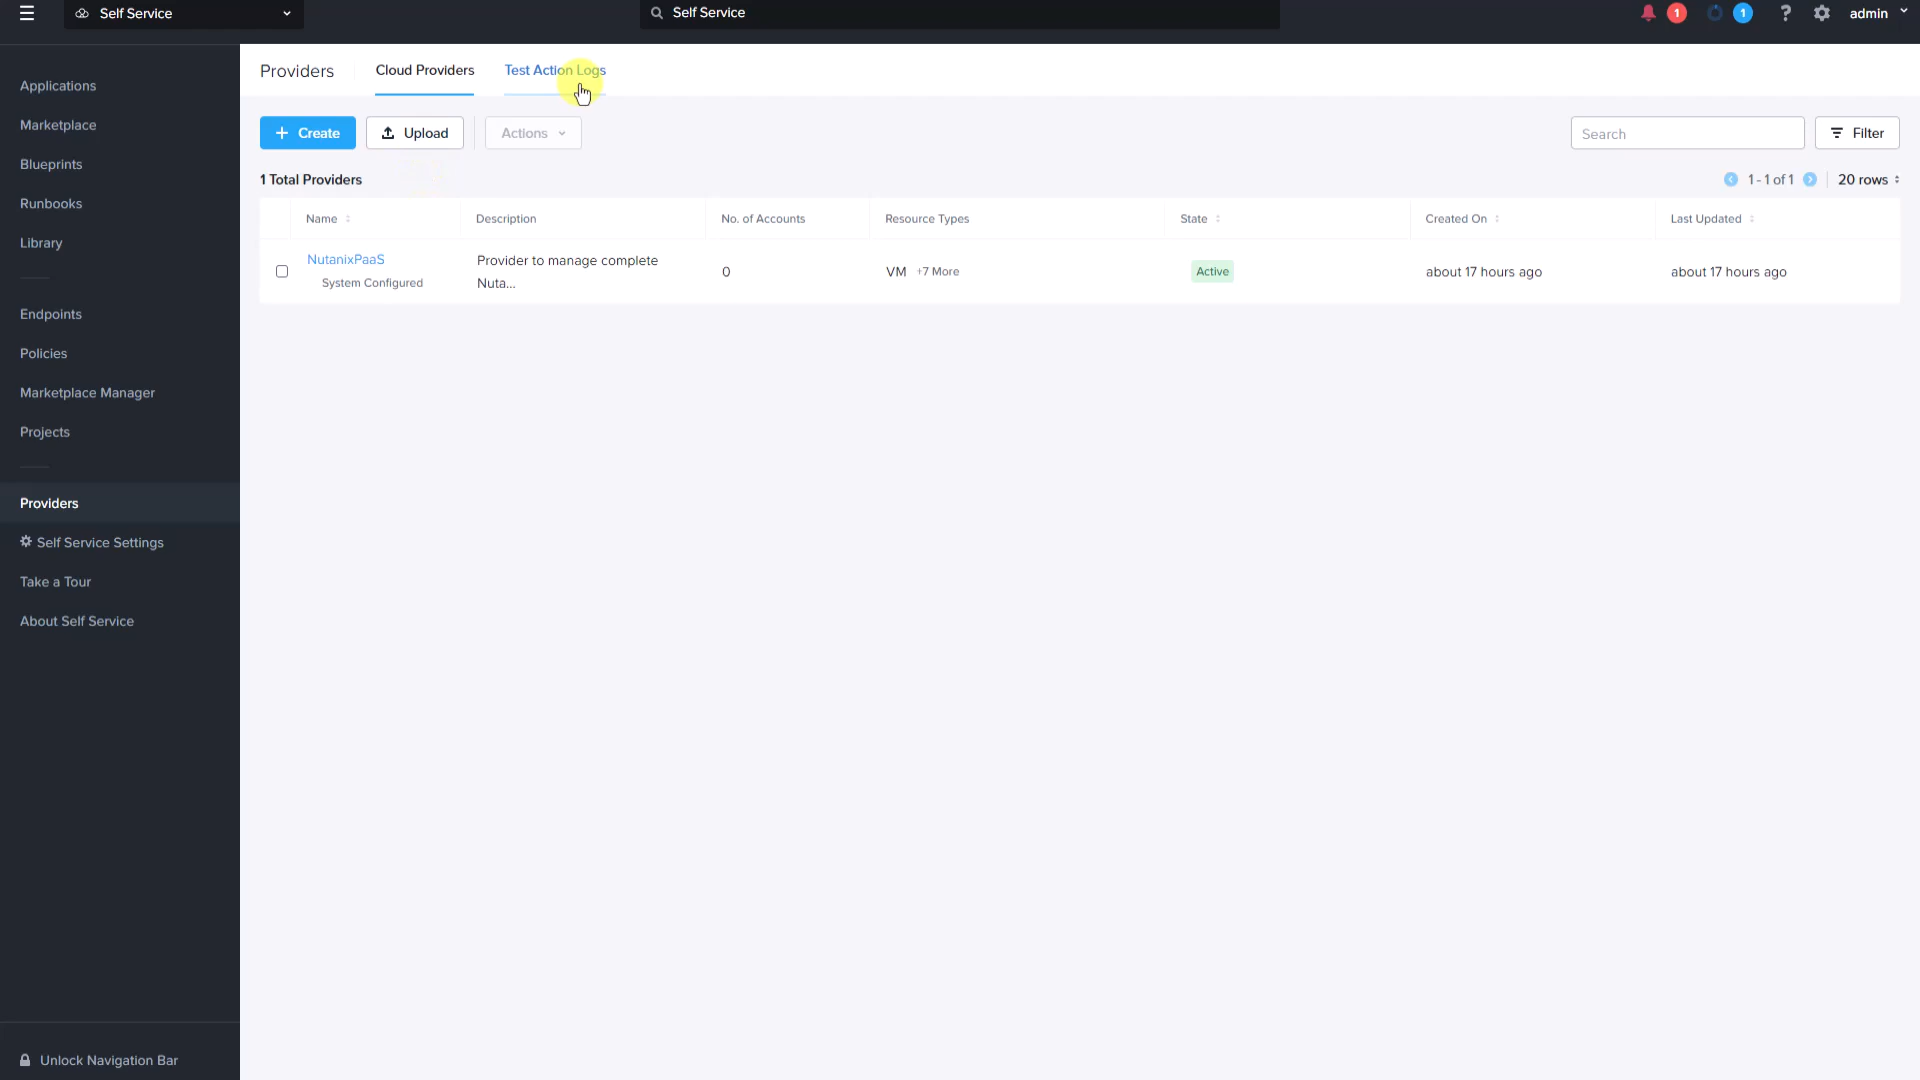 Self Service
Self Service
1
1
?
admin
Applications
Marketplace
Blueprints
Runbooks
Library
Endpoints
Policies
Marketplace Manager
Projects
Providers
Self Service Settings
Take a Tour
About Self Service
Unlock Navigation Bar
Providers
Cloud Providers
Test Action Logs
+ Create
Upload
Actions
Search
Filter
1 Total Providers
1 - 1 of 1
20 rows
Name
Description
No. of Accounts
Resource Types
State
Created On
Last Updated
NutanixPaaS
System Configured
Provider to manage complete
Nuta...
0
VM +7 More
Active
about 17 hours ago
about 17 hours ago